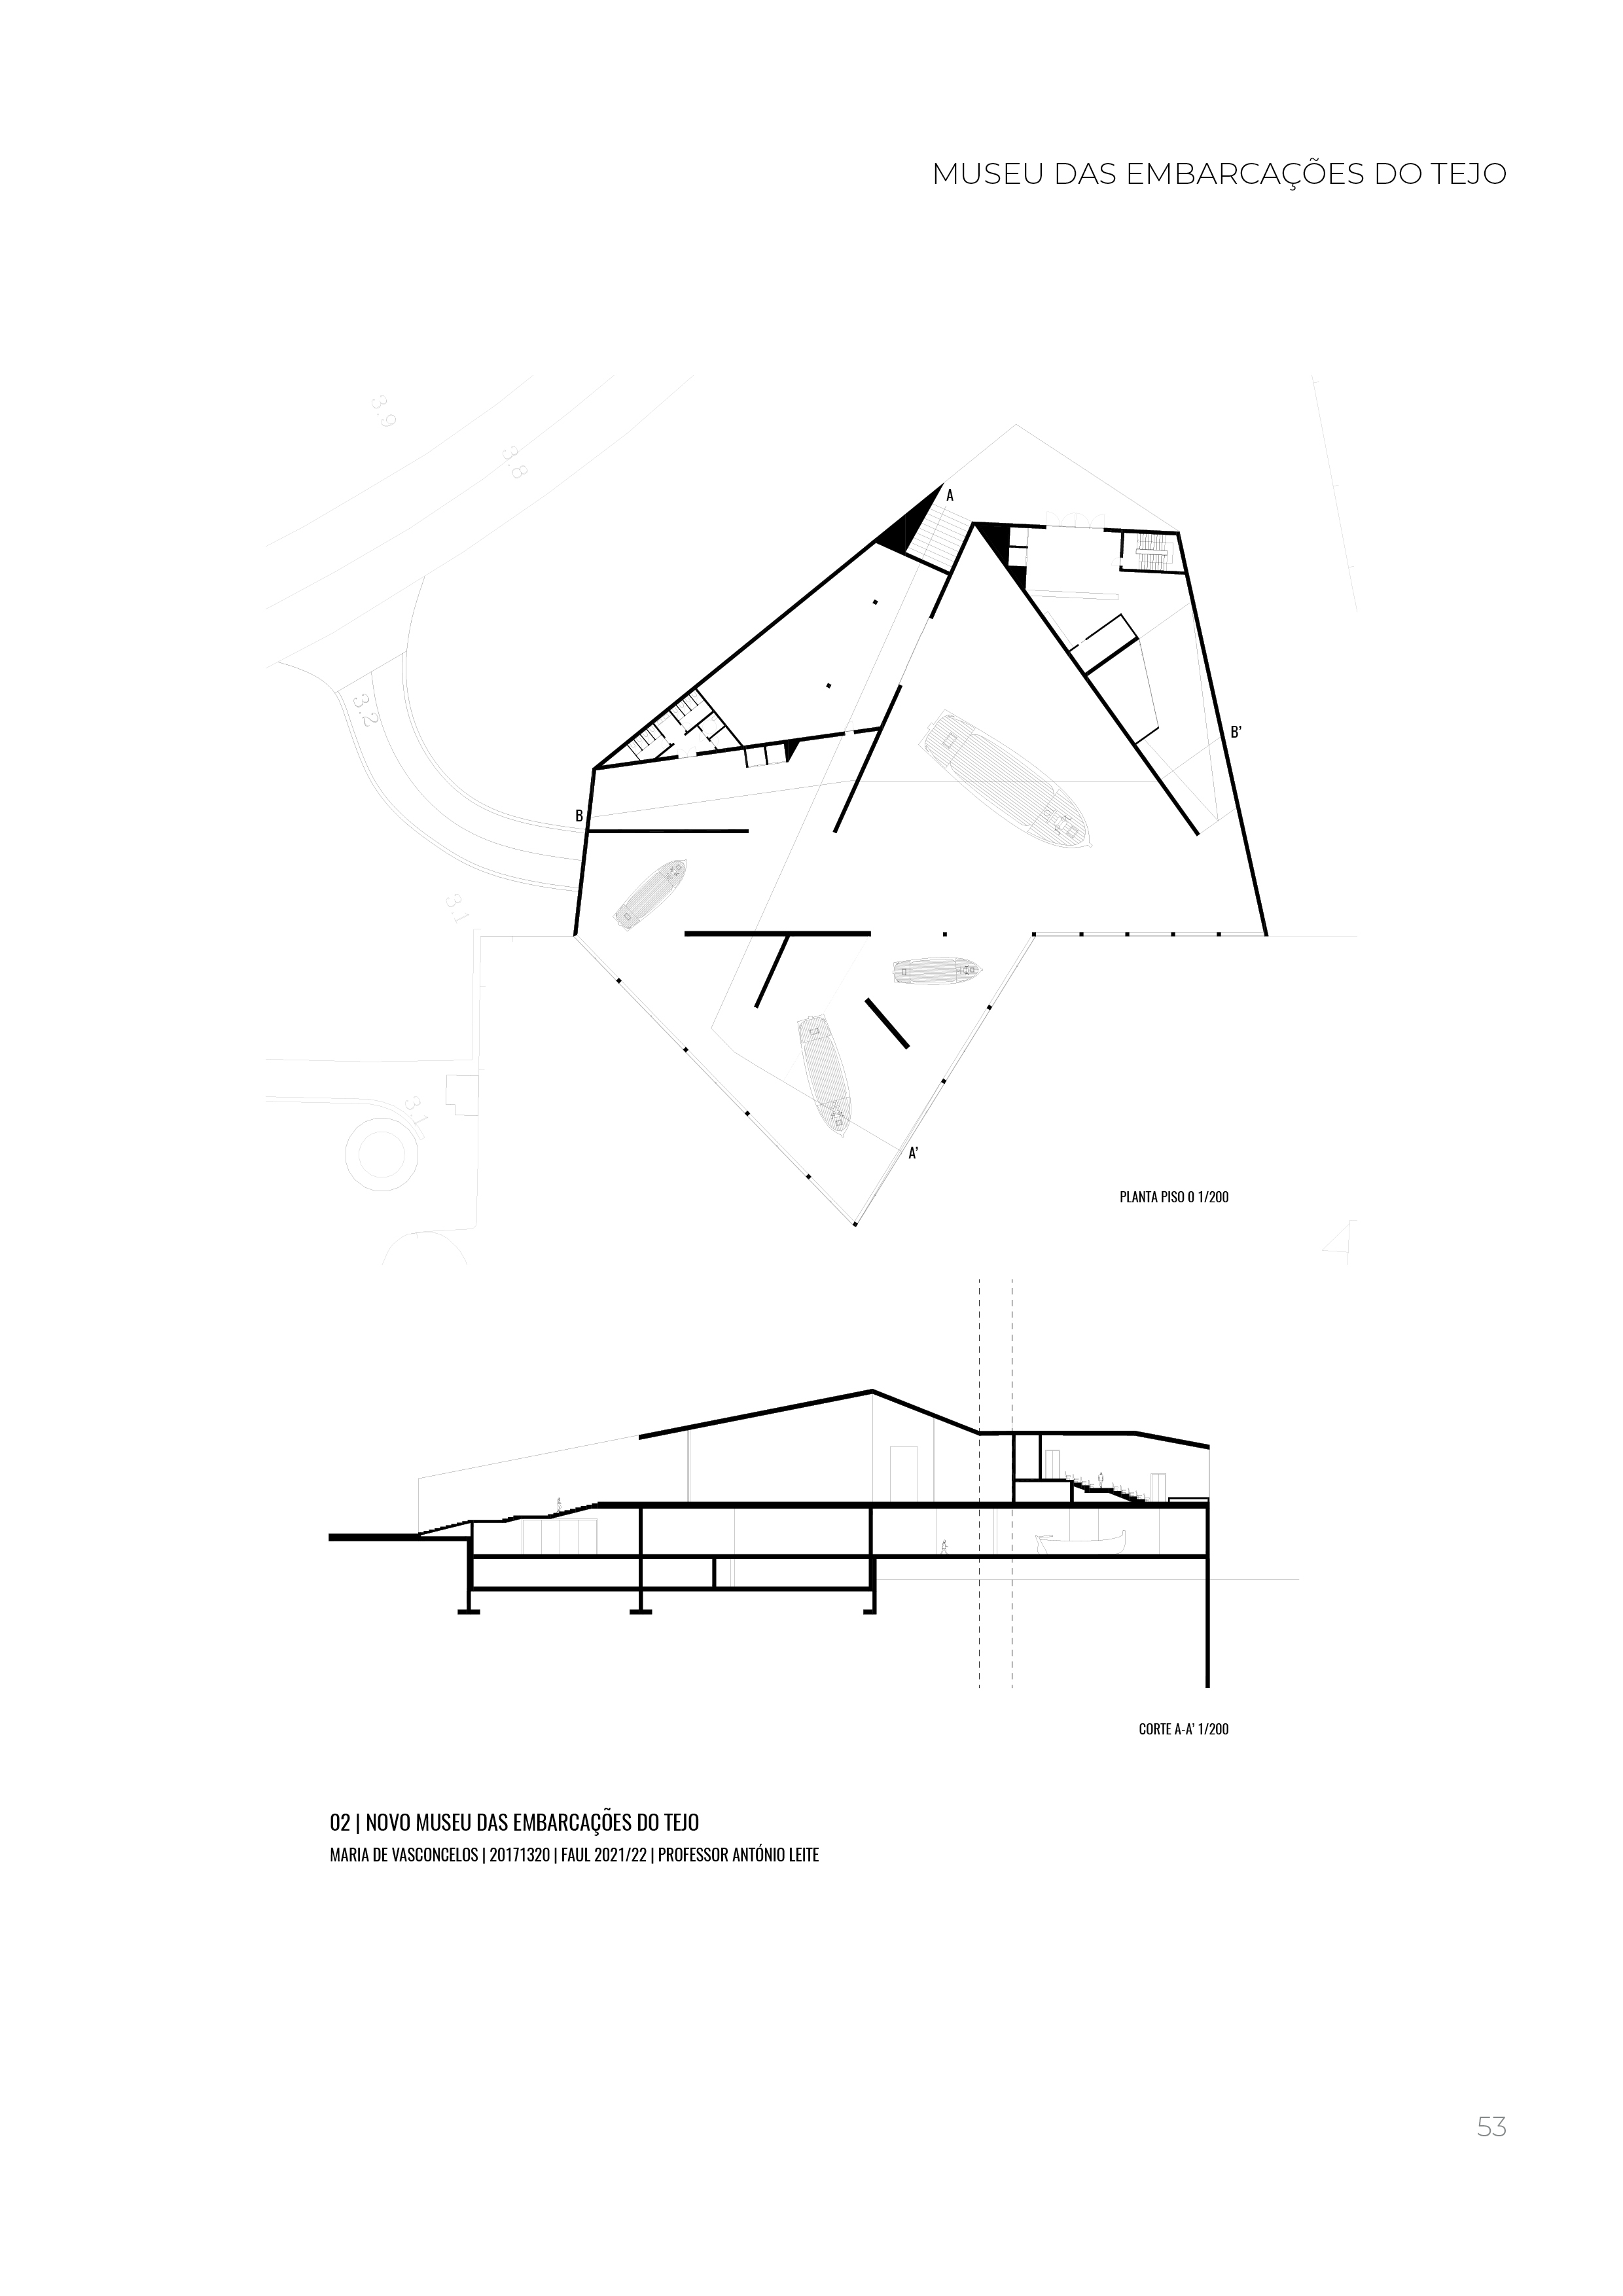 MUSEU DAS EMBARCAÇÕES DO TEJO
3.9
3.8
A
3.2
B'
B
3.1
3.1
A'
PLANTA PISO 0 1/200
CORTE A-A' 1/200
02 | NOVO MUSEU DAS EMBARCAÇÕES DO TEJO
MARIA DE VASCONCELOS | 20171320 | FAUL 2021/22 | PROFESSOR ANTÓNIO LEITE
53